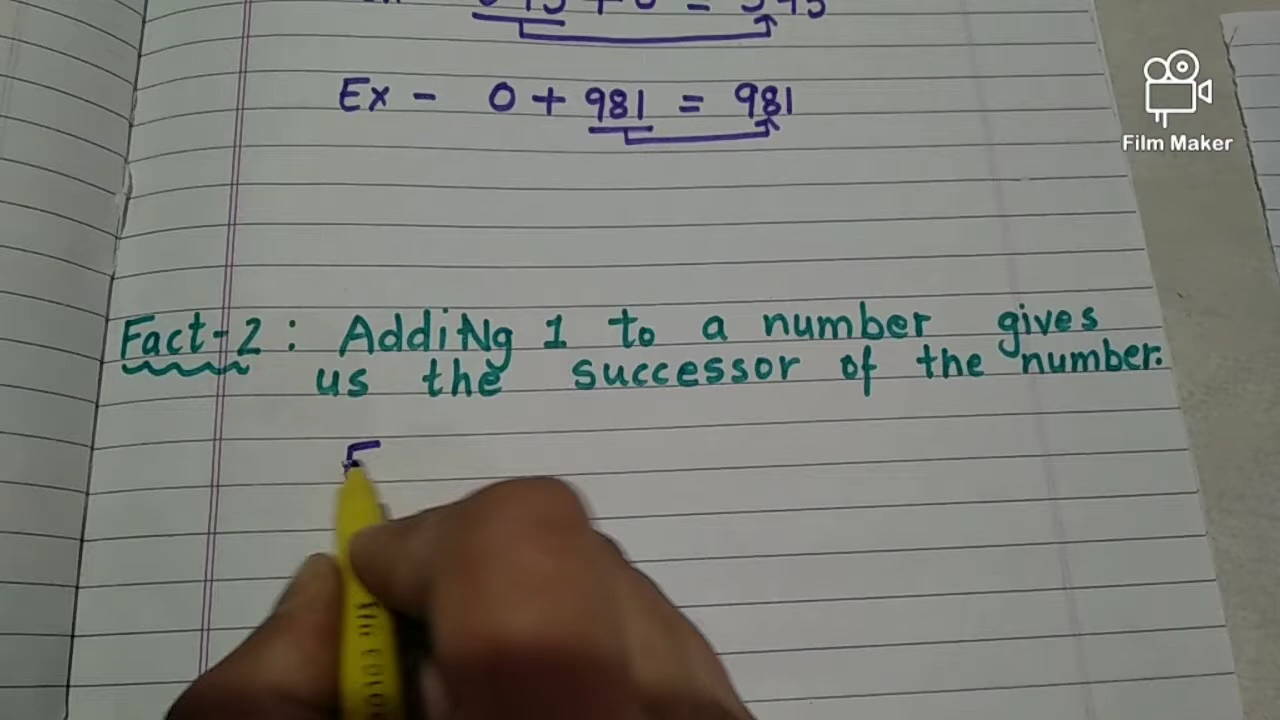 + 0 =
Ex - 0 + 981 = 981
Film Maker
Fact-2 : AddiNg 1 to a number gives
us the successor of the number.